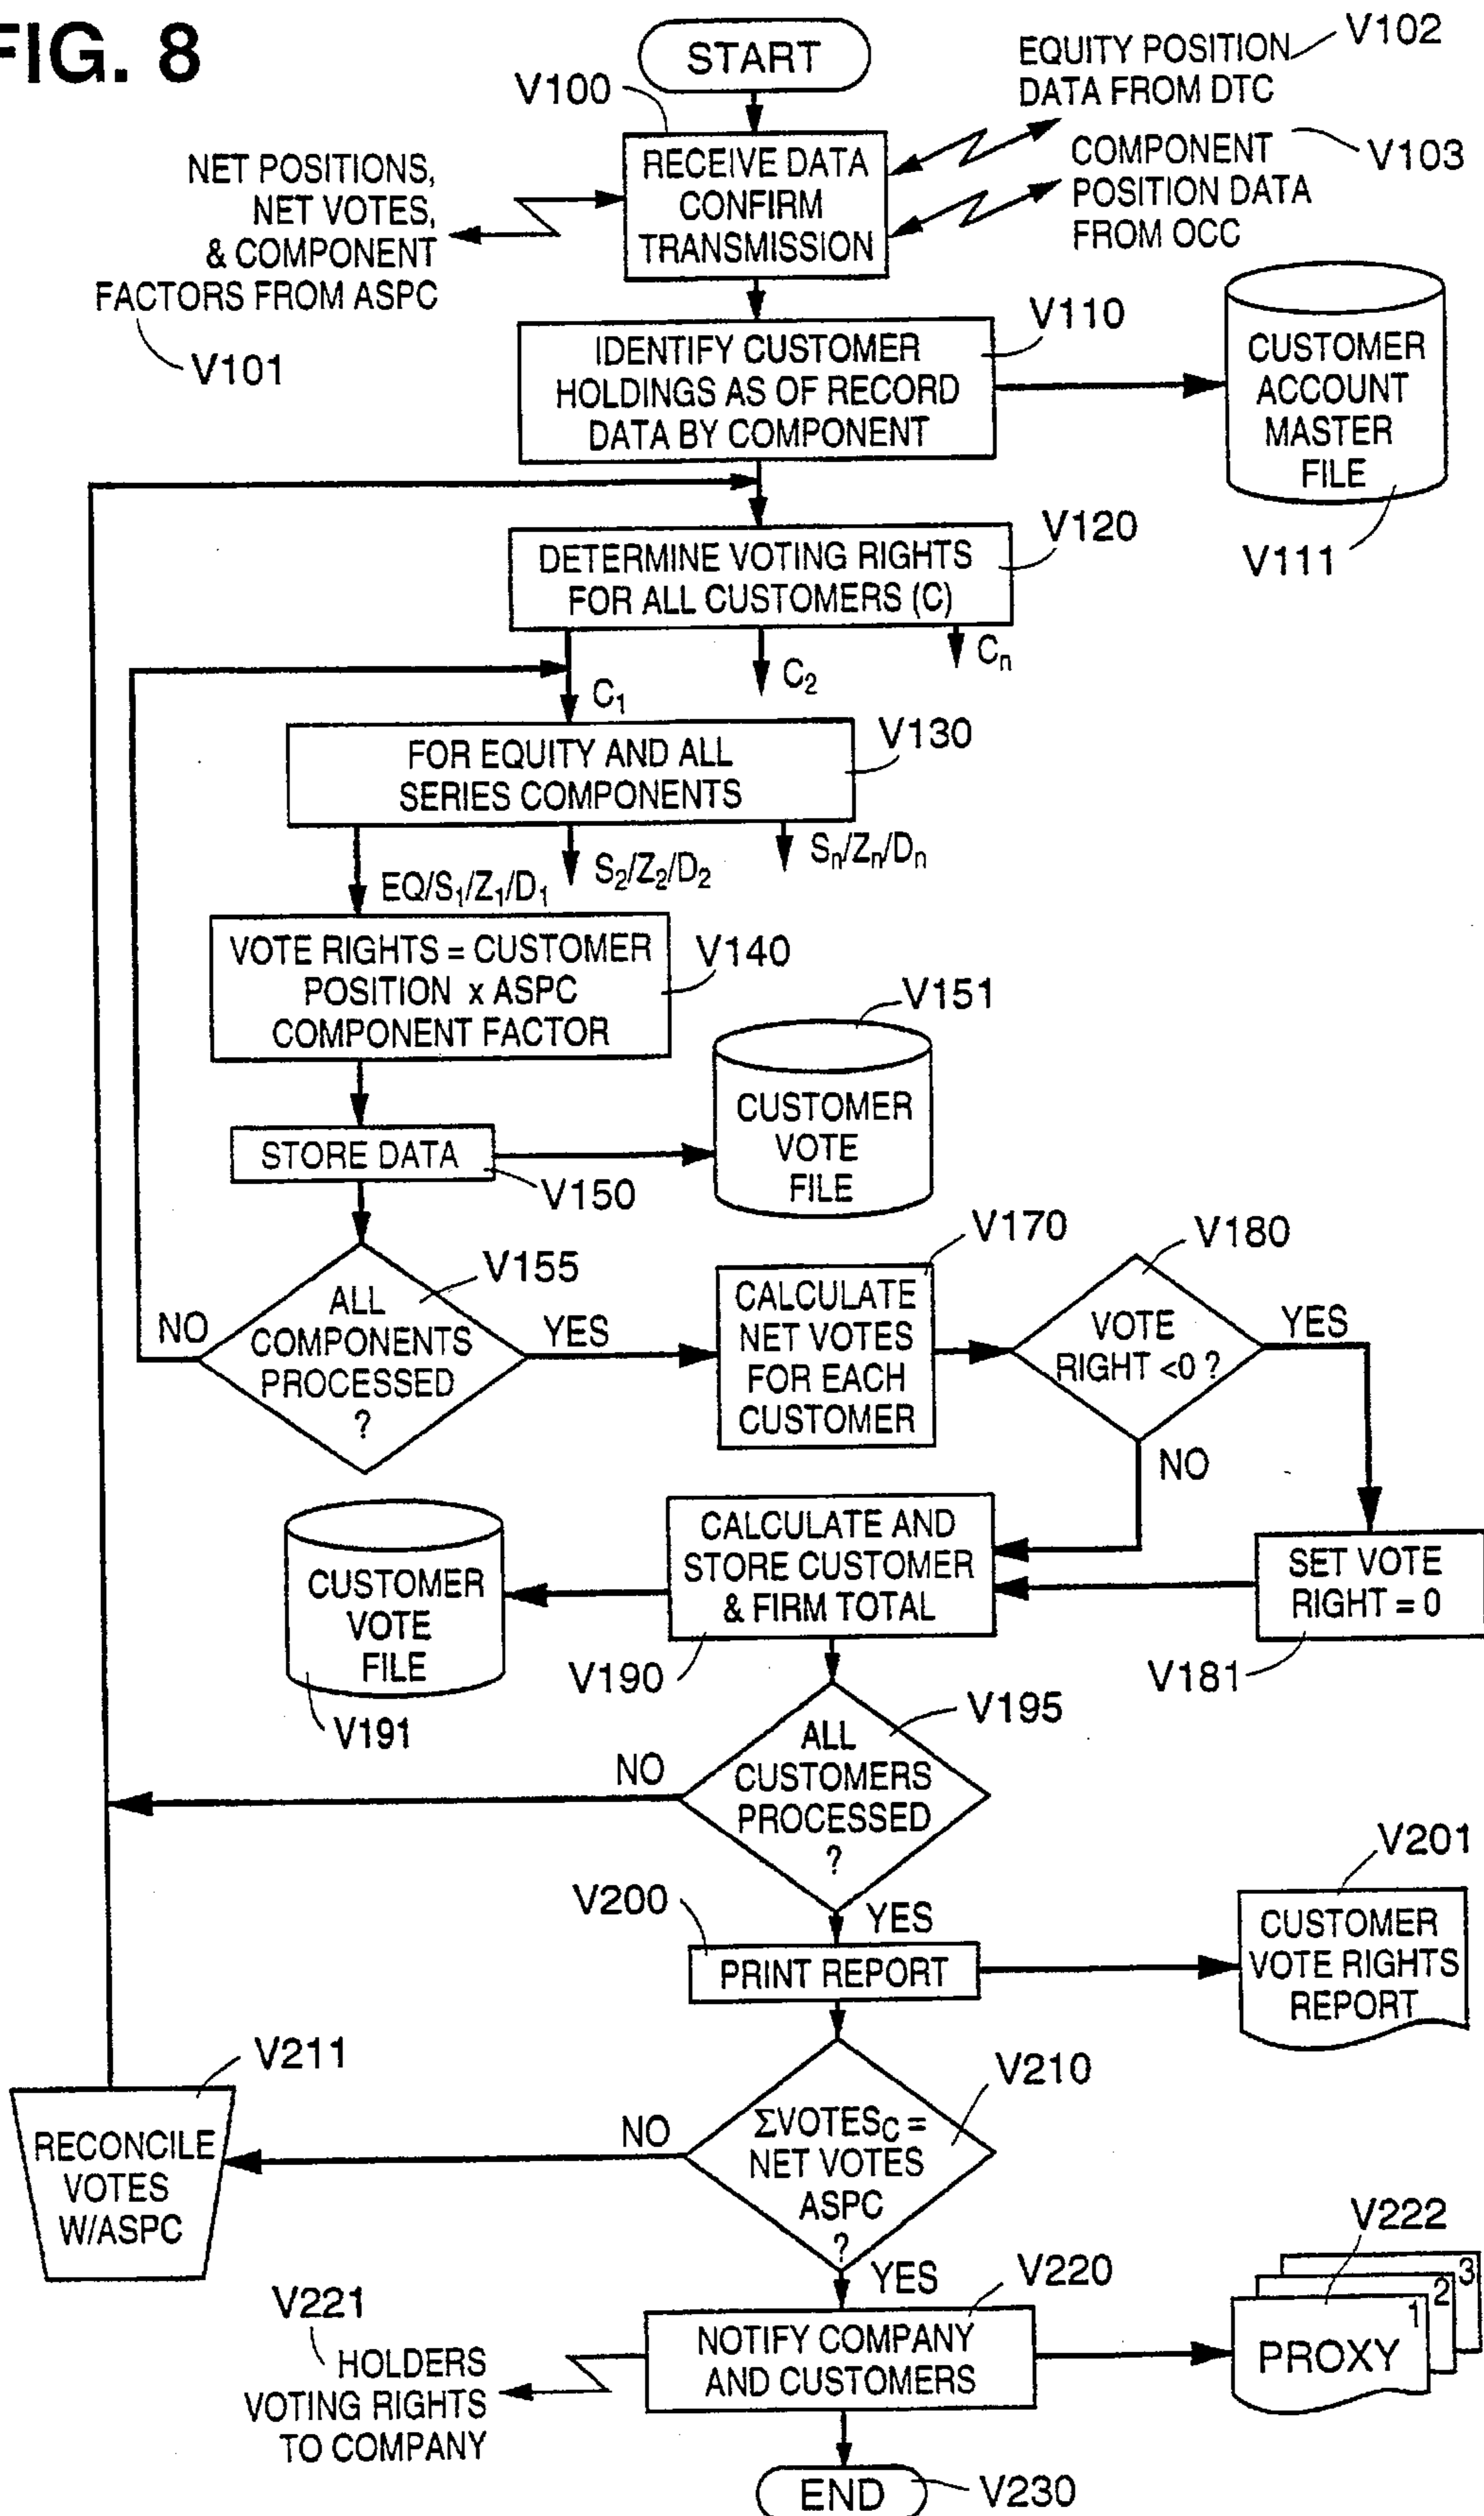 FIG. 8
START
V100
EQUITY POSITION
DATA FROM DTC
V102
RECEIVE DATA
CONFIRM
TRANSMISSION
COMPONENT
POSITION DATA
FROM OCC
V103
NET POSITIONS,
NET VOTES,
& COMPONENT
FACTORS FROM ASPC
V101
IDENTIFY CUSTOMER
HOLDINGS AS OF RECORD
DATA BY COMPONENT
V110
CUSTOMER
ACCOUNT
MASTER
FILE
V111
DETERMINE VOTING RIGHTS
FOR ALL CUSTOMERS (C)
V120
C1
C2
Cn
FOR EQUITY AND ALL
SERIES COMPONENTS
V130
EQ/S1/Z1/D1
S2/Z2/D2
Sn/Zn/Dn
VOTE RIGHTS = CUSTOMER
POSITION x ASPC
COMPONENT FACTOR
V140
STORE DATA
V150
V151
CUSTOMER
VOTE
FILE
ALL
COMPONENTS
PROCESSED
?
V155
NO
YES
CALCULATE
NET VOTES
FOR EACH
CUSTOMER
V170
VOTE
RIGHT <0 ?
V180
YES
NO
SET VOTE
RIGHT = 0
V181
CALCULATE AND
STORE CUSTOMER
& FIRM TOTAL
V190
CUSTOMER
VOTE
FILE
V191
ALL
CUSTOMERS
PROCESSED
?
V195
NO
YES
V200
PRINT REPORT
V201
CUSTOMER
VOTE RIGHTS
REPORT
ΣVOTESC =
NET VOTES
ASPC
?
V210
NO
YES
V211
RECONCILE
VOTES
W/ASPC
NOTIFY COMPANY
AND CUSTOMERS
V220
V221
HOLDERS
VOTING RIGHTS
TO COMPANY
V222
3
2
1
PROXY
END
V230